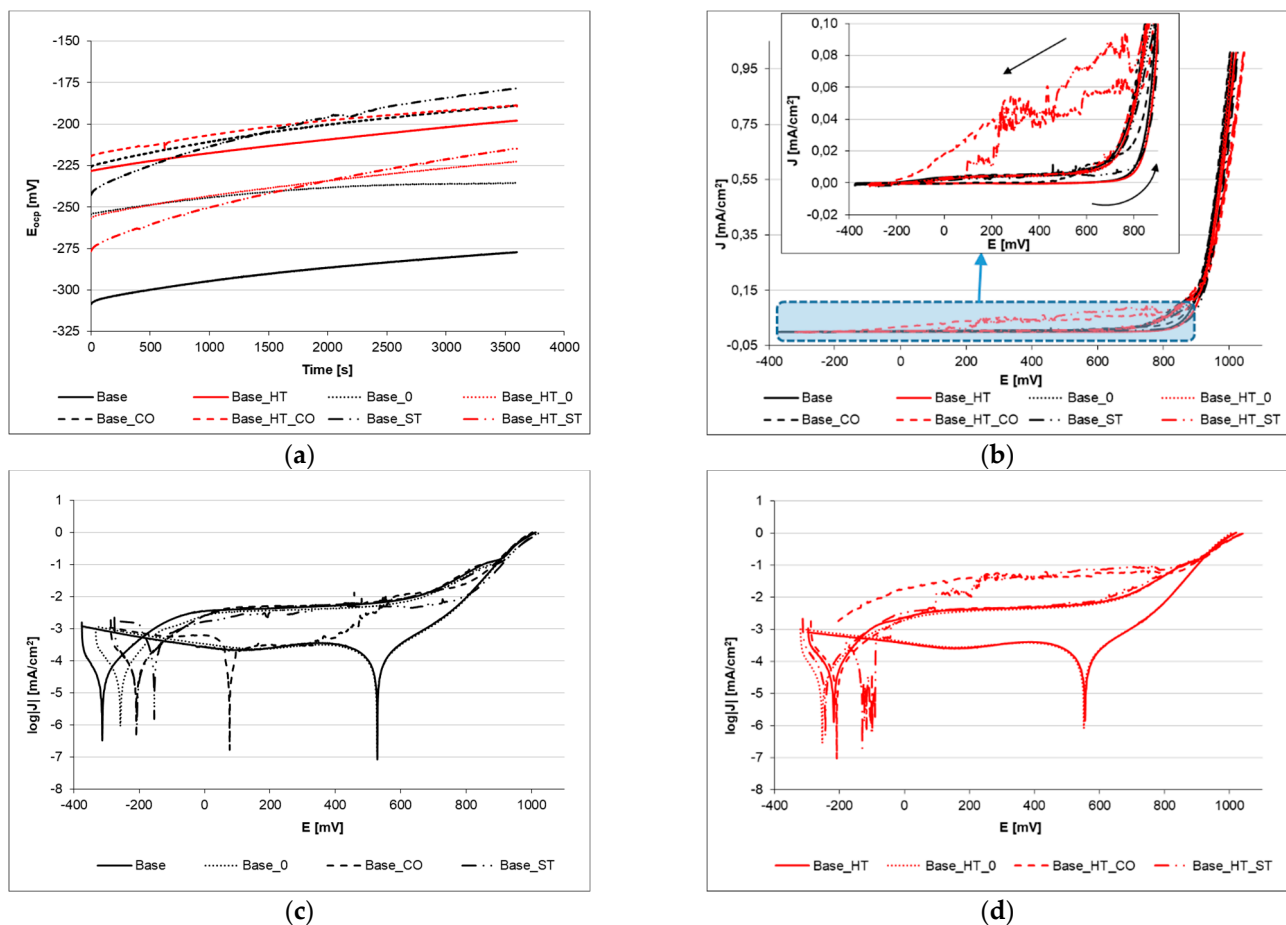 -150
-175
-200
-225
-250
-275
-300
-325
Eocp [mV]
0 500 1000 1500 2000 2500 3000 3500 4000
Time [s]
Base Base_HT Base_0 Base_HT_0
Base_CO Base_HT_CO Base_ST Base_HT_ST
(a)
0,95
0,75
0,55
0,35
0,15
-0,05
J [mA/cm²]
0,10
0,08
0,06
0,04
0,02
0,00
-0,02
J [mA/cm²]
-400 -200 0 200 400 600 800
E [mV]
-400 -200 0 200 400 600 800 1000
E [mV]
Base Base_HT Base_0 Base_HT_0
Base_CO Base_HT_CO Base_ST Base_HT_ST
(b)
1
0
-1
-2
-3
-4
-5
-6
-7
-8
log|J| [mA/cm²]
-400 -200 0 200 400 600 800 1000
E [mV]
Base Base_0 Base_CO Base_ST
(c)
1
0
-1
-2
-3
-4
-5
-6
-7
-8
log|J| [mA/cm²]
-400 -200 0 200 400 600 800 1000
E [mV]
Base_HT Base_HT_0 Base_HT_CO Base_HT_ST
(d)